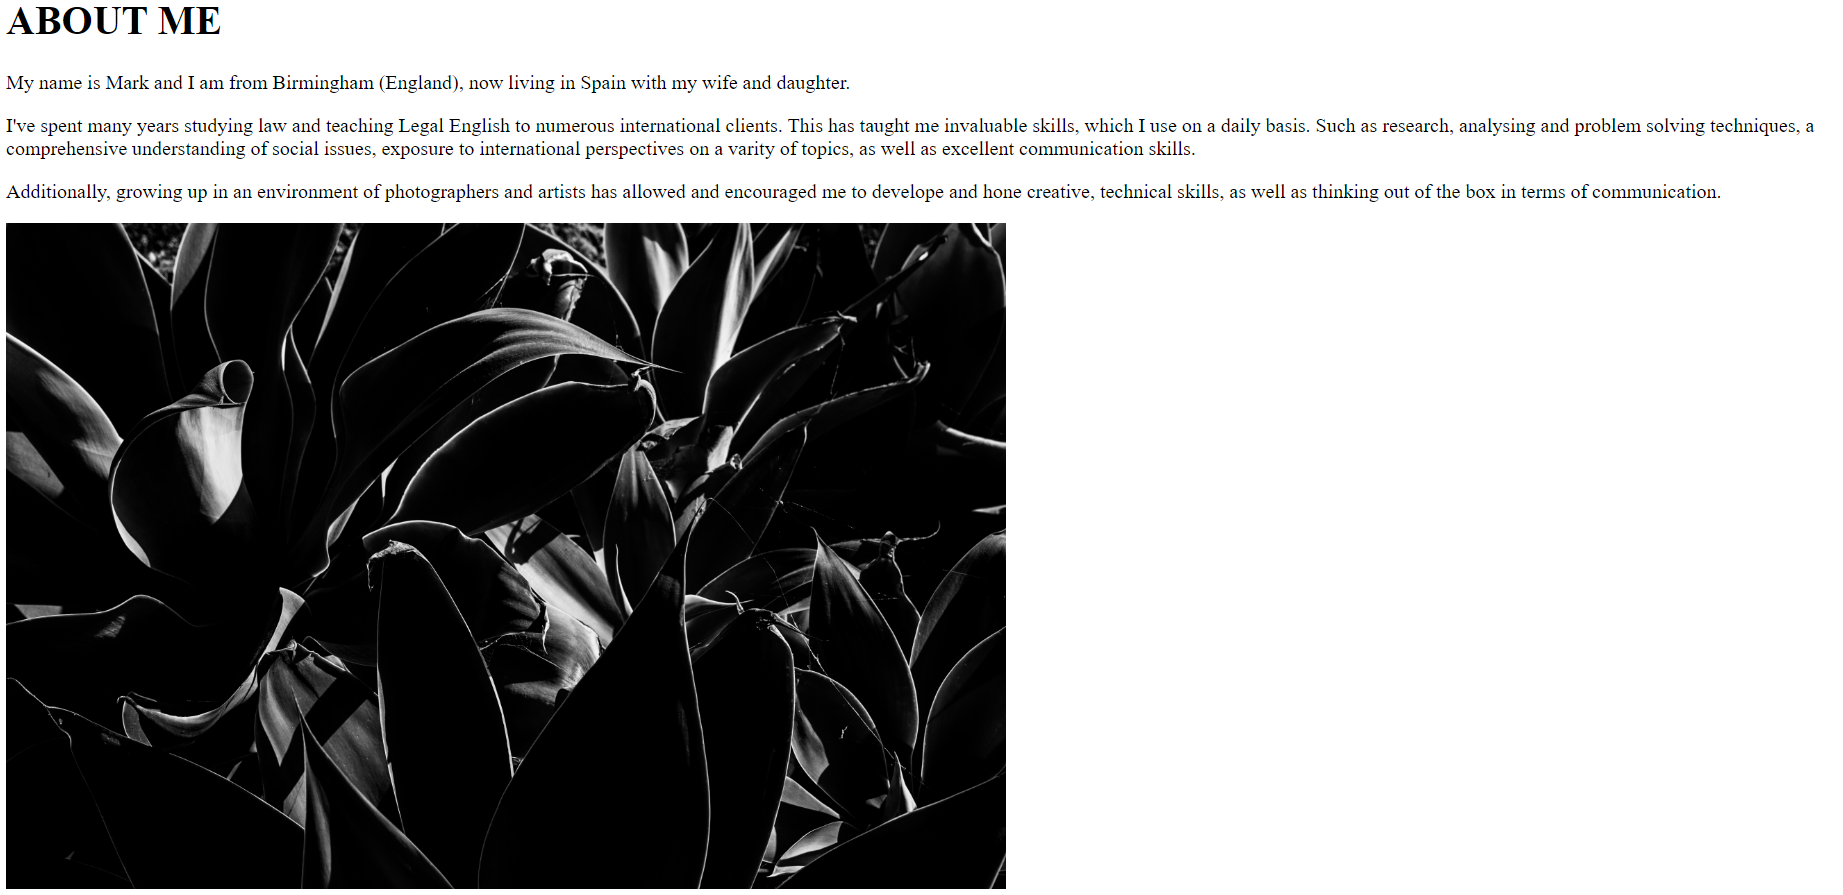 ABOUT ME
My name is Mark and I am from Birmingham (England), now living in Spain with my wife and daughter.
I've spent many years studying law and teaching Legal English to numerous international clients. This has taught me invaluable skills, which I use on a daily basis. Such as research, analysing and problem solving techniques, a
comprehensive understanding of social issues, exposure to international perspectives on a varity of topics, as well as excellent communication skills.
Additionally, growing up in an environment of photographers and artists has allowed and encouraged me to develope and hone creative, technical skills, as well as thinking out of the box in terms of communication.